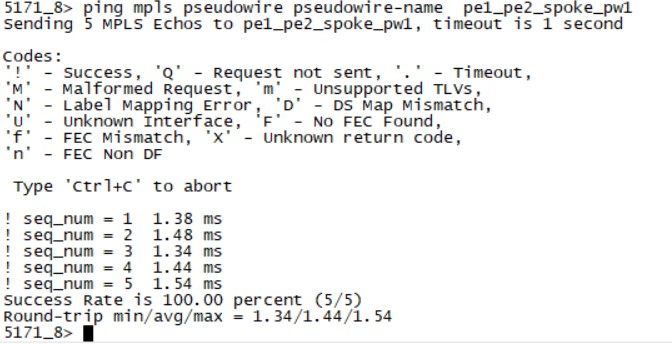 5171_8> ping mpls pseudowire pseudowire-name  pe1_pe2_spoke_pw1
Sending 5 MPLS Echos to pe1_pe2_spoke_pw1, timeout is 1 second
Codes:
'!' - Success, 'Q' - Request not sent, '.' - Timeout,
'M' - Malformed Request, 'm' - Unsupported TLVs,
'N' - Label Mapping Error, 'D' - DS Map Mismatch,
'U' - Unknown Interface, 'F' - No FEC Found,
'f' - FEC Mismatch, 'X' - Unknown return code,
'n' - FEC Non DF
Type 'Ctrl+C' to abort
! seq_num = 1  1.38 ms
! seq_num = 2  1.48 ms
! seq_num = 3  1.34 ms
! seq_num = 4  1.44 ms
! seq_num = 5  1.54 ms
Success Rate is 100.00 percent (5/5)
Round-trip min/avg/max = 1.34/1.44/1.54
5171_8>